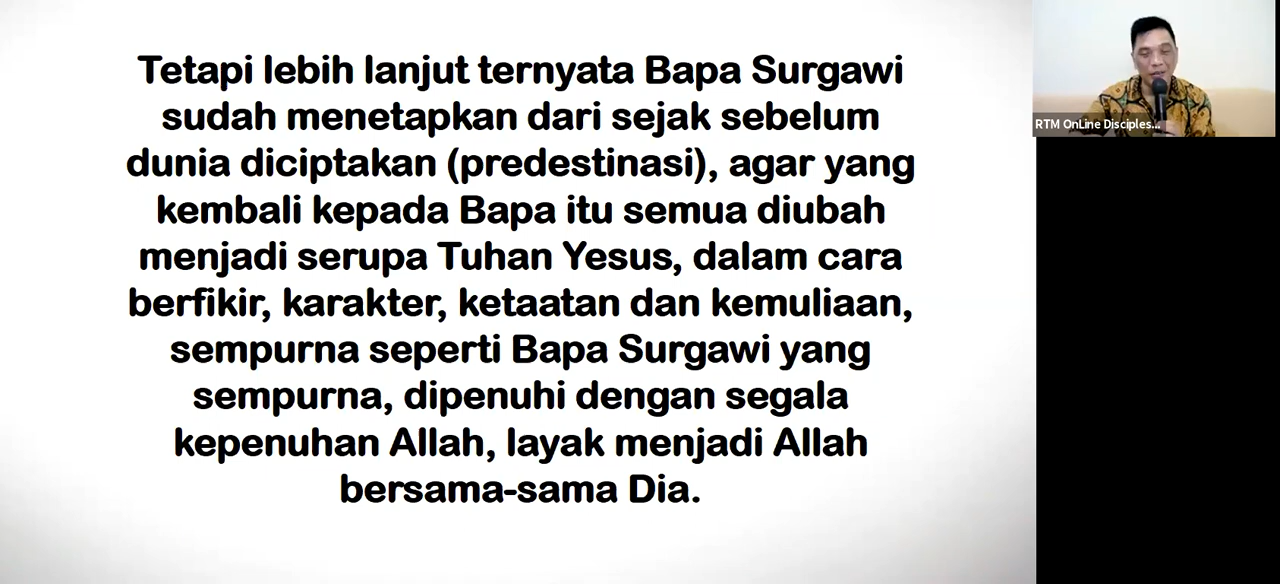 Tetapi lebih lanjut ternyata Bapa Surgawi
sudah menetapkan dari sejak sebelum
dunia diciptakan (predestinasi), agar yang
kembali kepada Bapa itu semua diubah
menjadi serupa Tuhan Yesus, dalam cara
berfikir, karakter, ketaatan dan kemuliaan,
sempurna seperti Bapa Surgawi yang
sempurna, dipenuhi dengan segala
kepenuhan Allah, layak menjadi Allah
bersama-sama Dia.
RTM OnLine Disciples...